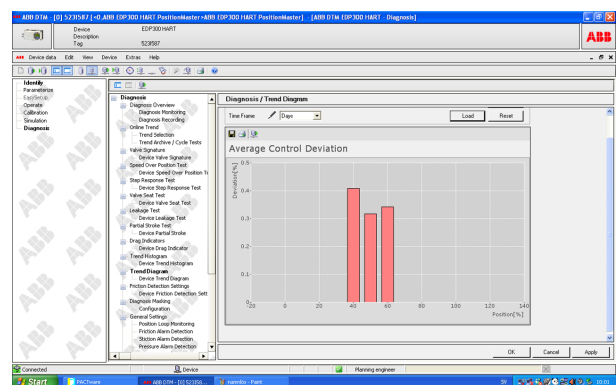 ABB DTM - [O] 5231587 [<0,ABB EDP300 HART PositionMaster>ABB EDP300 HART PositionMaster] - [ABB DTM EDP300 HART - Diagnosis]
Device EDP300 HART
Description
Tag 5231587
ABB
ABB Device data Edit View Device Extras Help
Identify
Parameterize
EasySetup
Operate
Calibration
Simulation
Diagnosis
Diagnosis
Diagnosis Overview
Diagnosis Monitoring
Diagnosis Recording
Online Trend
Trend Selection
Trend Archive / Cycle Tests
Valve Signature
Device Valve Signature
Speed Over Position Test
Device Speed Over Position Te
Step Response Test
Device Step Response Test
Valve Seat Test
Device Valve Seat Test
Leakage Test
Device Leakage Test
Partial Stroke Test
Device Partial Stroke
Drag Indicators
Device Drag Indicator
Trend Histogram
Device Trend Histogram
Trend Diagram
Device Trend Diagram
Friction Detection Settings
Device Friction Detection Sett
Diagnosis Masking
Configuration
General Settings
Position Loop Monitoring
Friction Alarm Detection
Stiction Alarm Detection
Pressure Alarm Detection
Diagnosis / Trend Diagram
Time Frame Days Load Reset
Average Control Deviation
Deviation[%]
0.5
0.4
0.3
0.2
0.1
0
-20 0 20 40 60 80 100 120 140
Position[%]
OK Cancel Apply
Connected Device Planning engineer
Start PACTware ABB DTM - [O] 52315... namnlös - Paint SV 10:01